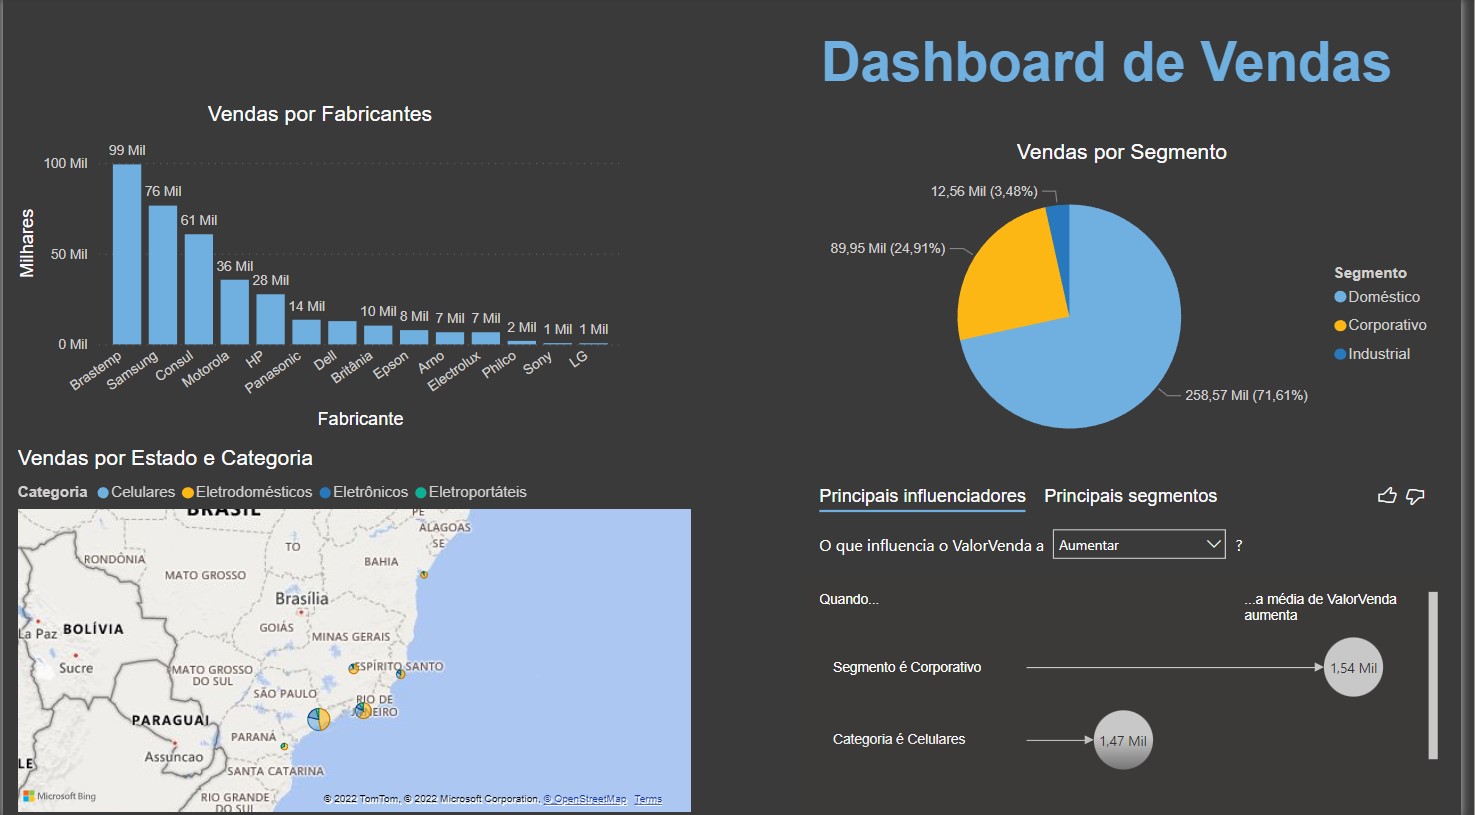 Dashboard de Vendas
Vendas por Fabricantes
99 Mil
100 Mil
76 Mil
61 Mil
50 Mil
36 Mil
28 Mil
14 Mil
10 Mil
8 Mil
7 Mil
7 Mil
2 Mil
1 Mil
1 Mil
0 Mil
Milhares
Brastemp
Samsung
Consul
Motorola
HP
Panasonic
Dell
Britânia
Epson
Arno
Electrolux
Philco
Sony
LG
Fabricante
Vendas por Segmento
12,56 Mil (3,48%)
89,95 Mil (24,91%)
258,57 Mil (71,61%)
Segmento
Doméstico
Corporativo
Industrial
Vendas por Estado e Categoria
Categoria Celulares Eletrodomésticos Eletrônicos Eletroportáteis
BRASIL
PE
ALAGOAS
SE
TO
RONDÔNIA
BAHIA
MATO GROSSO
Brasília
GOIÁS
MINAS GERAIS
La Paz
BOLÍVIA
Sucre
MATO GROSSO
DO SUL
ESPÍRITO SANTO
SÃO PAULO
RIO DE
JANEIRO
PARAGUAI
PARANÁ
Assuncao
LE
SANTA CATARINA
RIO GRANDE
DO SUL
Microsoft Bing
© 2022 TomTom, © 2022 Microsoft Corporation, © OpenStreetMap Terms
Principais influenciadores Principais segmentos
O que influencia o ValorVenda a Aumentar ?
Quando...
...a média de ValorVenda
aumenta
Segmento é Corporativo
1,54 Mil
Categoria é Celulares
1,47 Mil